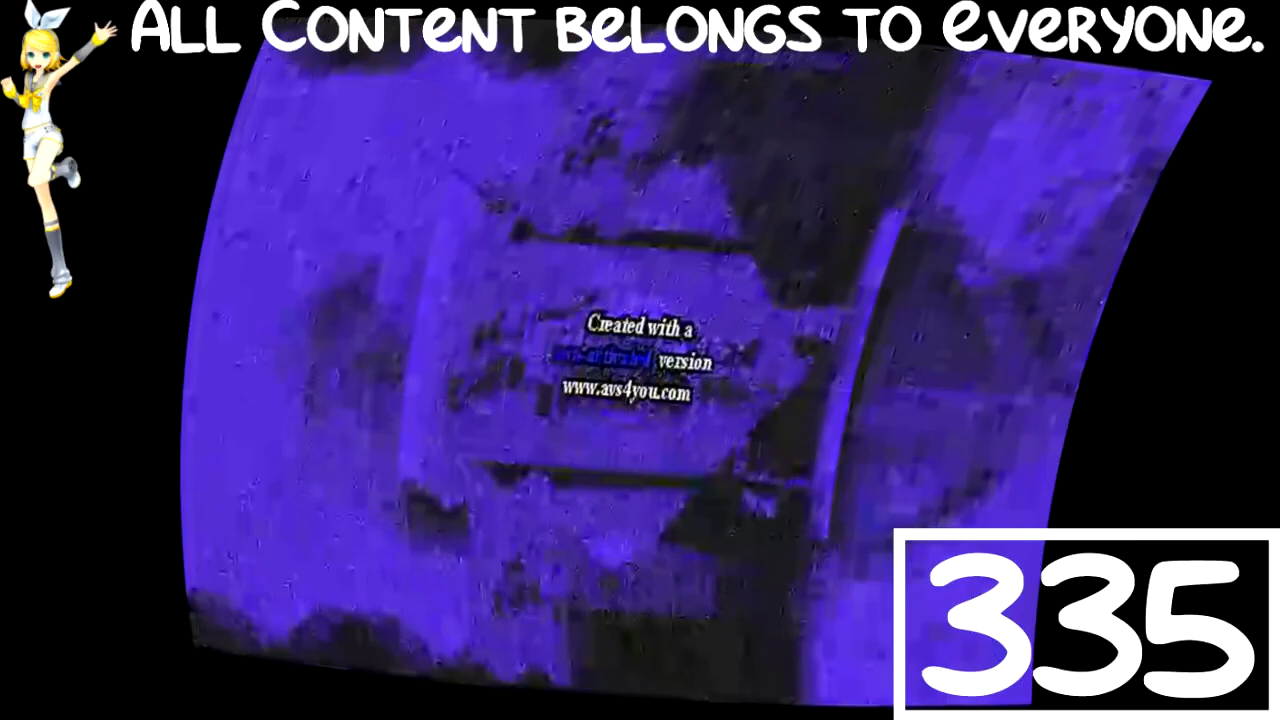 ALL CONTENT BELONGS TO EVERYONE.
Created with a
version
www.avs4you.com
335